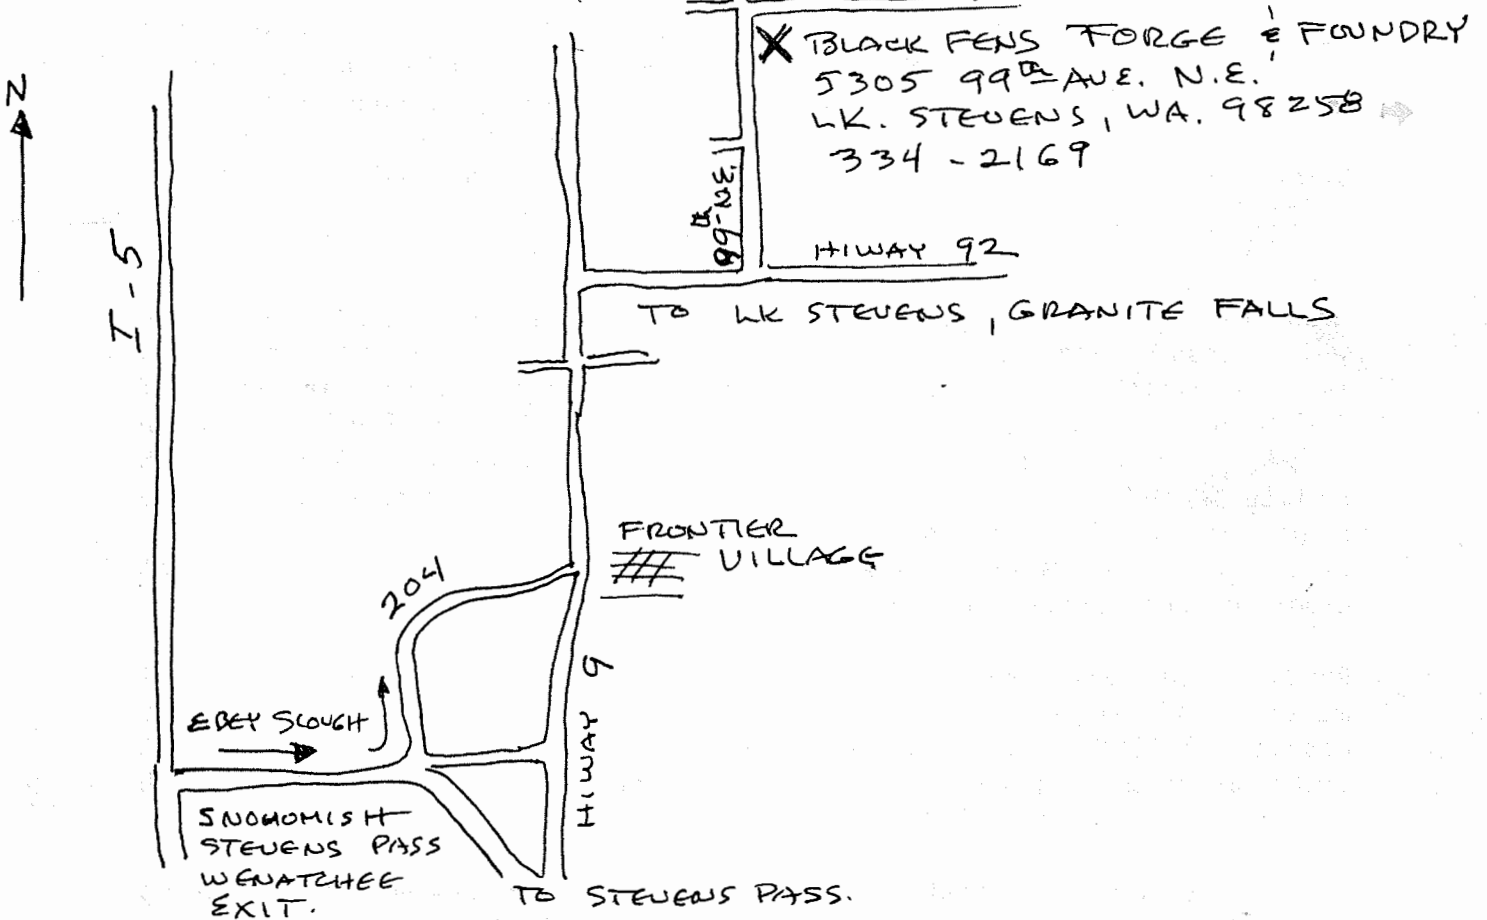 X BLACK FENS FORGE & FOUNDRY
5305 99th AVE. N.E.
LK. STEVENS, WA. 98258
334-2169
N
I-5
99th N.E.
HIWAY 92
TO LK STEVENS, GRANITE FALLS
FRONTIER
VILLAGE
204
HIWAY 9
EBEY SLOUGH
SNOHOMISH
STEVENS PASS
WENATCHEE
EXIT.
TO STEVENS PASS.